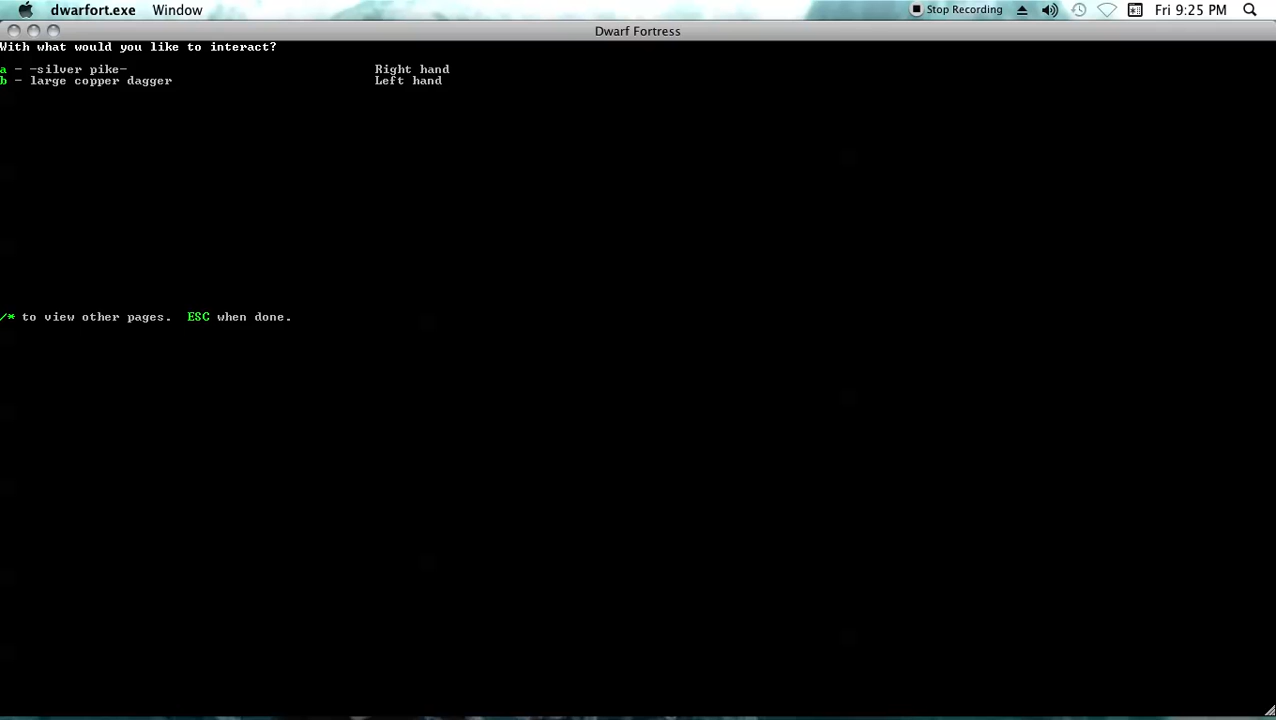 dwarfort.exe Window Stop Recording Fri 9:25 PM
Dwarf Fortress
With what would you like to interact?
a - -silver pike- Right hand
b - large copper dagger Left hand
/* to view other pages. ESC when done.